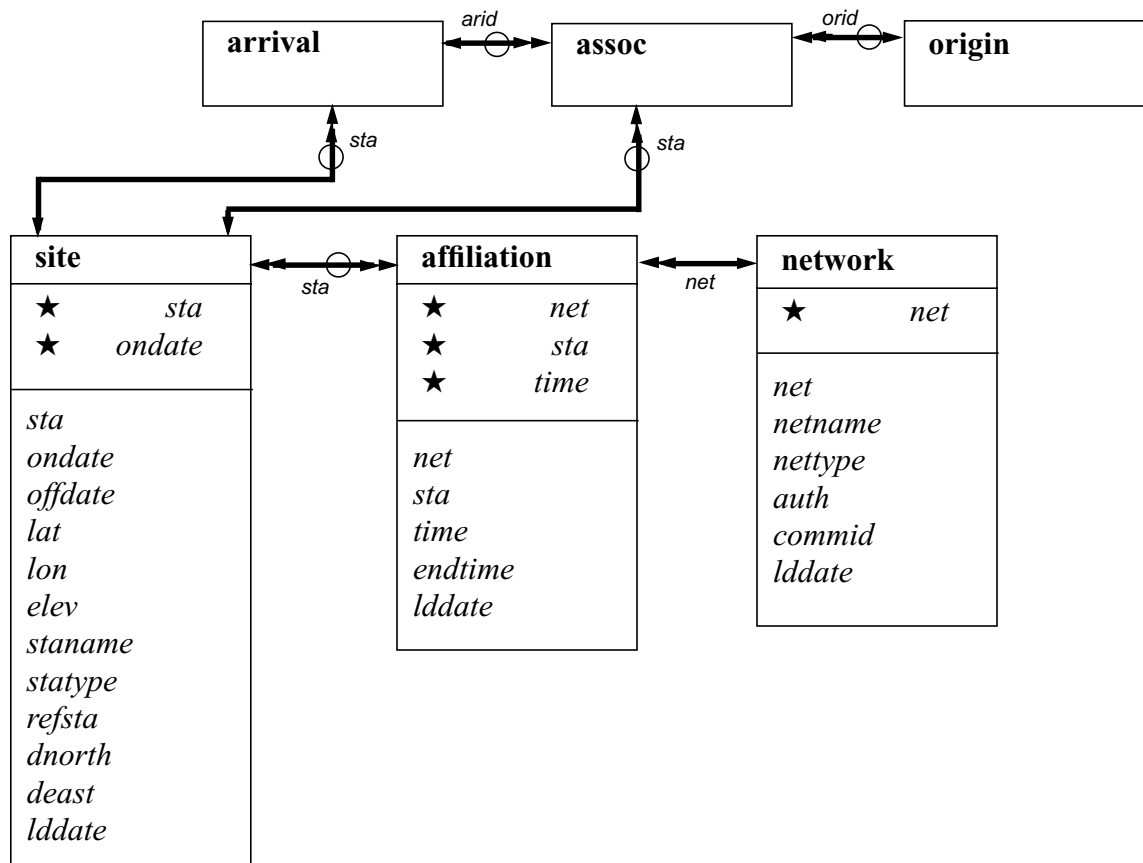 arid
orid
arrival
assoc
origin
sta
sta
site
affiliation
network
sta
net
★ sta
★ ondate
★ net
★ sta
★ time
★ net
sta
ondate
offdate
lat
lon
elev
staname
statype
refsta
dnorth
deast
lddate
net
sta
time
endtime
lddate
net
netname
nettype
auth
commid
lddate